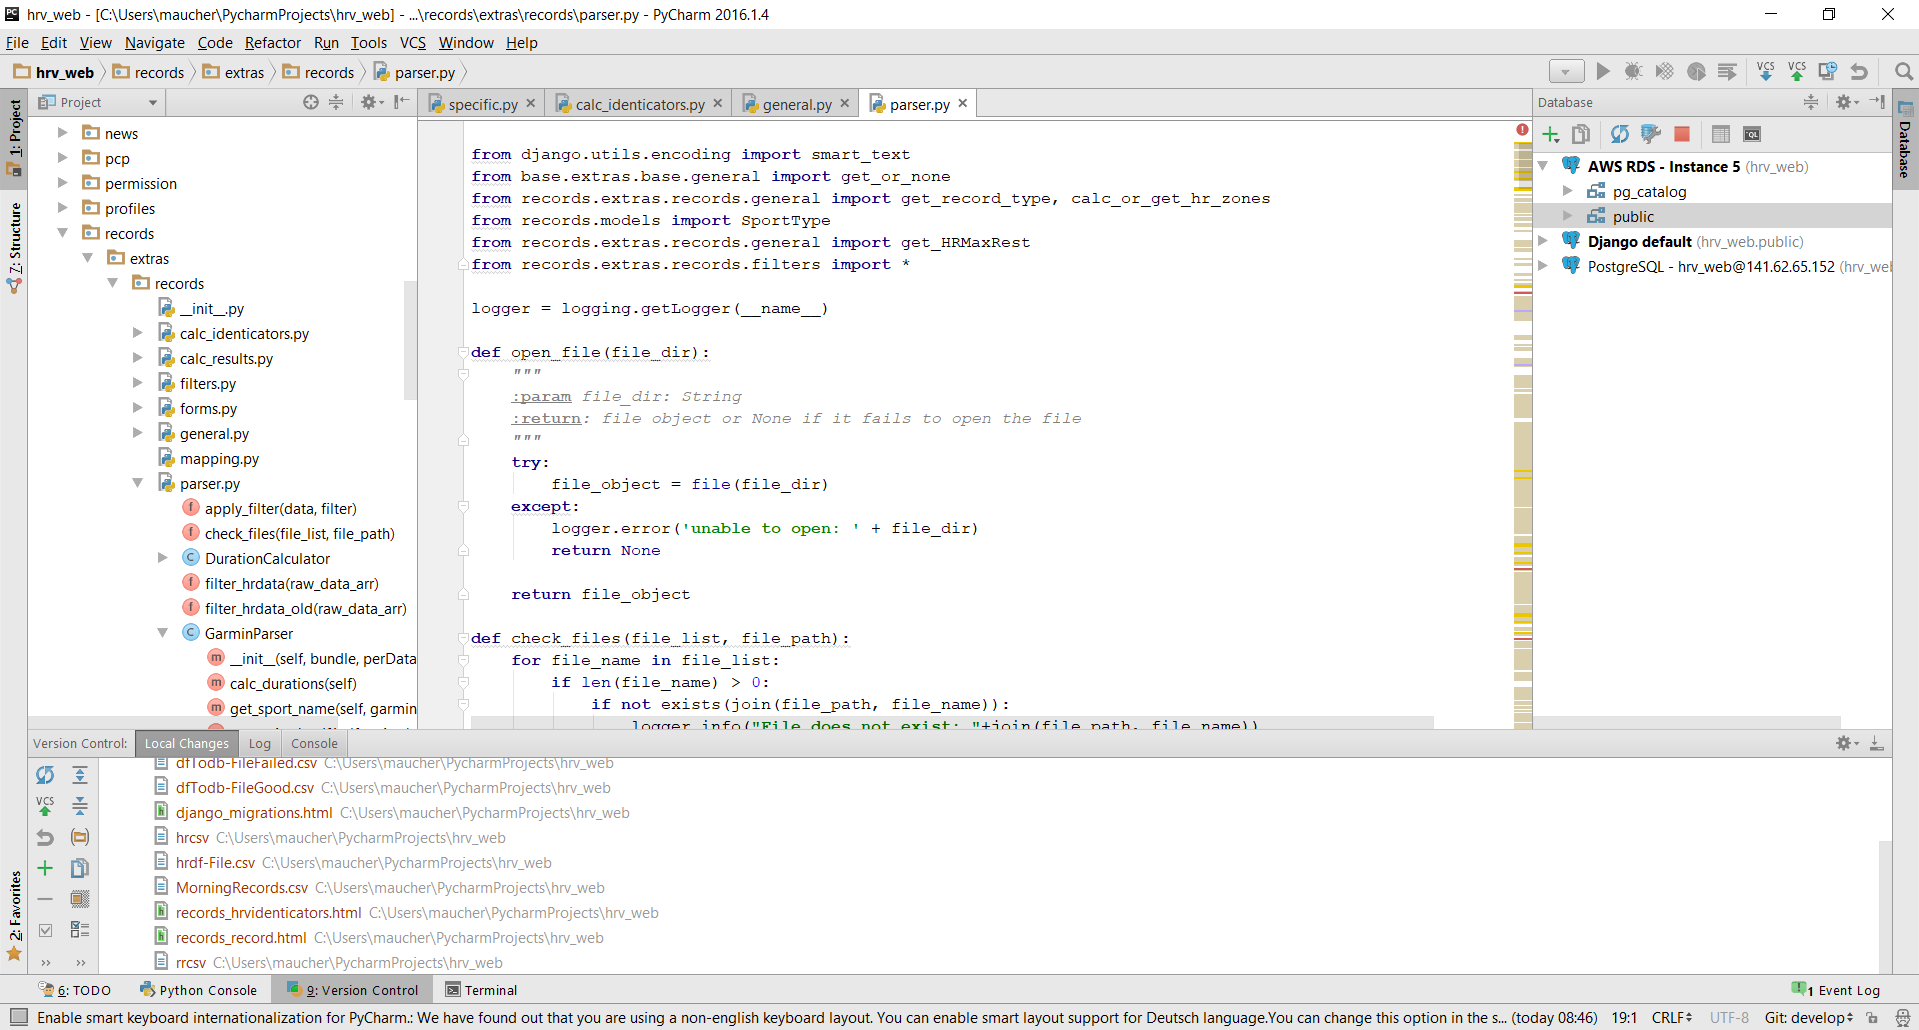 hrv_web - [C:\Users\maucher\PycharmProjects\hrv_web] - ...\records\extras\records\parser.py - PyCharm 2016.1.4
File Edit View Navigate Code Refactor Run Tools VCS Window Help
hrv_web records extras records parser.py
VCS VCS
1: Project
7: Structure
2: Favorites
Project
news
pcp
permission
profiles
records
extras
records
__init__.py
calc_identicators.py
calc_results.py
filters.py
forms.py
general.py
mapping.py
parser.py
apply_filter(data, filter)
check_files(file_list, file_path)
DurationCalculator
filter_hrdata(raw_data_arr)
filter_hrdata_old(raw_data_arr)
GarminParser
__init__(self, bundle, perData
calc_durations(self)
get_sport_name(self, garmin
specific.py calc_identicators.py general.py parser.py
from django.utils.encoding import smart_text
from base.extras.base.general import get_or_none
from records.extras.records.general import get_record_type, calc_or_get_hr_zones
from records.models import SportType
from records.extras.records.general import get_HRMaxRest
from records.extras.records.filters import *
logger = logging.getLogger(__name__)
def open_file(file_dir):
"""
:param file_dir: String
:return: file object or None if it fails to open the file
"""
try:
file_object = file(file_dir)
except:
logger.error('unable to open: ' + file_dir)
return None
return file_object
def check_files(file_list, file_path):
for file_name in file_list:
if len(file_name) > 0:
if not exists(join(file_path, file_name)):
logger.info("File does not exist: "+join(file_path, file_name))
Database
Database
AWS RDS - Instance 5 (hrv_web)
pg_catalog
public
Django default (hrv_web.public)
PostgreSQL - hrv_web@141.62.65.152 (hrv_wel
Version Control: Local Changes Log Console
VCS
dfTodb-FileFailed.csv C:\Users\maucher\PycharmProjects\hrv_web
dfTodb-FileGood.csv C:\Users\maucher\PycharmProjects\hrv_web
django_migrations.html C:\Users\maucher\PycharmProjects\hrv_web
hrcsv C:\Users\maucher\PycharmProjects\hrv_web
hrdf-File.csv C:\Users\maucher\PycharmProjects\hrv_web
MorningRecords.csv C:\Users\maucher\PycharmProjects\hrv_web
records_hrvidenticators.html C:\Users\maucher\PycharmProjects\hrv_web
records_record.html C:\Users\maucher\PycharmProjects\hrv_web
rrcsv C:\Users\maucher\PycharmProjects\hrv_web
6: TODO Python Console 9: Version Control Terminal 1 Event Log
Enable smart keyboard internationalization for PyCharm.: We have found out that you are using a non-english keyboard layout. You can enable smart layout support for Deutsch language.You can change this option in the s... (today 08:46) 19:1 CRLF UTF-8 Git: develop